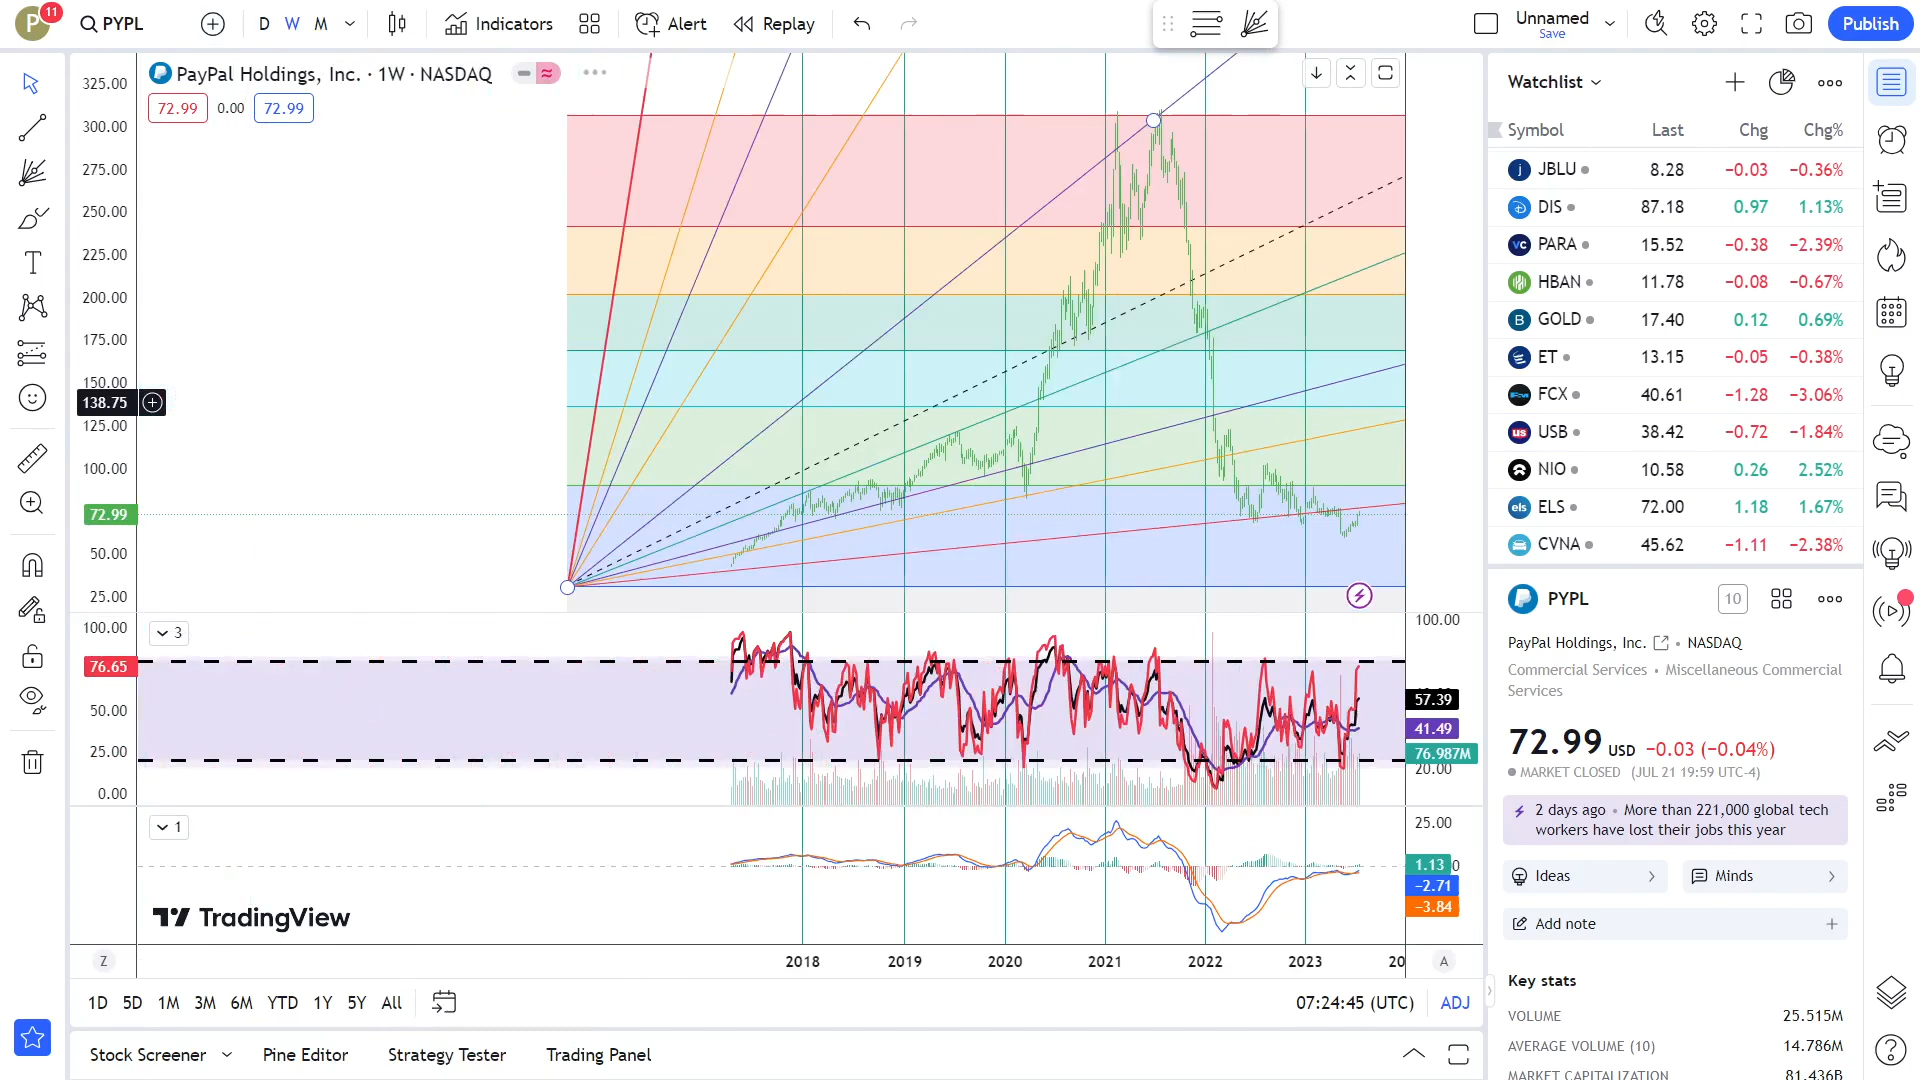 P
11
PYPL
D
W
M
Indicators
Alert
Replay
Unnamed
Save
Publish
PayPal Holdings, Inc. · 1W · NASDAQ
72.99
0.00
72.99
325.00
300.00
275.00
250.00
225.00
200.00
175.00
150.00
138.75
125.00
100.00
72.99
50.00
25.00
100.00
3
76.65
50.00
25.00
0.00
100.00
57.39
41.49
76.987M
20.00
1
25.00
1.13
0
−2.71
−3.84
TradingView
Z
2018
2019
2020
2021
2022
2023
20
A
1D
5D
1M
3M
6M
YTD
1Y
5Y
All
07:24:45 (UTC)
ADJ
Stock Screener
Pine Editor
Strategy Tester
Trading Panel
Watchlist
Symbol Last Chg Chg%
JBLU 8.28 −0.03 −0.36%
DIS 87.18 0.97 1.13%
PARA 15.52 −0.38 −2.39%
HBAN 11.78 −0.08 −0.67%
GOLD 17.40 0.12 0.69%
ET 13.15 −0.05 −0.38%
FCX 40.61 −1.28 −3.06%
USB 38.42 −0.72 −1.84%
NIO 10.58 0.26 2.52%
ELS 72.00 1.18 1.67%
CVNA 45.62 −1.11 −2.38%
PYPL
10
PayPal Holdings, Inc. • NASDAQ
Commercial Services • Miscellaneous Commercial
Services
72.99 USD −0.03 (−0.04%)
MARKET CLOSED (JUL 21 19:59 UTC-4)
2 days ago • More than 221,000 global tech
workers have lost their jobs this year
Ideas
Minds
Add note
Key stats
VOLUME 25.515M
AVERAGE VOLUME (10) 14.786M
MARKET CAPITALIZATION 81.436B